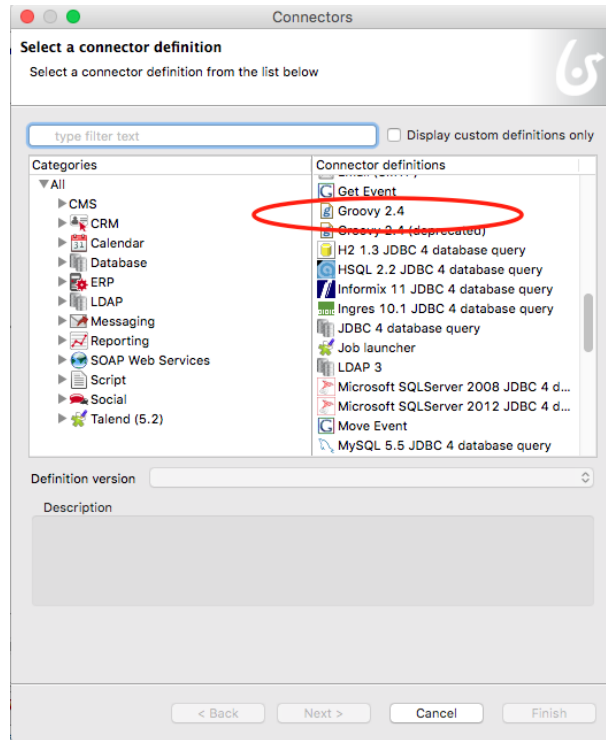 Connectors
Select a connector definition
Select a connector definition from the list below
type filter text
Display custom definitions only
Categories
All
CMS
CRM
Calendar
Database
ERP
LDAP
Messaging
Reporting
SOAP Web Services
Script
Social
Talend (5.2)
Connector definitions
Get Event
Groovy 2.4
Groovy 2.4 (deprecated)
H2 1.3 JDBC 4 database query
HSQL 2.2 JDBC 4 database query
Informix 11 JDBC 4 database query
Ingres 10.1 JDBC 4 database query
JDBC 4 database query
Job launcher
LDAP 3
Microsoft SQLServer 2008 JDBC 4 d...
Microsoft SQLServer 2012 JDBC 4 d...
Move Event
MySQL 5.5 JDBC 4 database query
Definition version
Description
< Back
Next >
Cancel
Finish